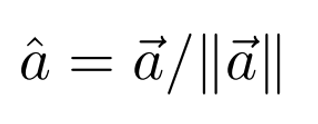 â = a⃗/‖a⃗‖